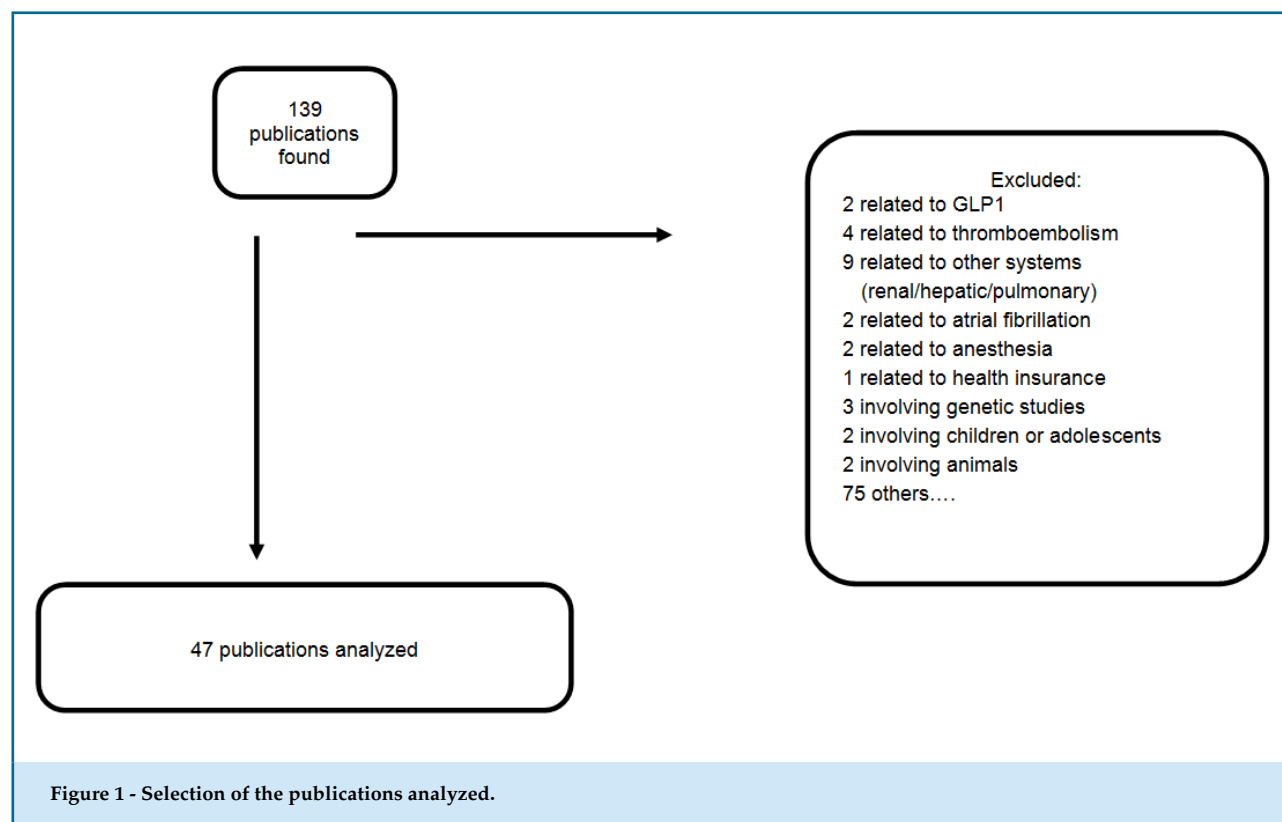 139
publications
found
Excluded:
2 related to GLP1
4 related to thromboembolism
9 related to other systems
(renal/hepatic/pulmonary)
2 related to atrial fibrillation
2 related to anesthesia
1 related to health insurance
3 involving genetic studies
2 involving children or adolescents
2 involving animals
75 others....
47 publications analyzed
Figure 1 - Selection of the publications analyzed.